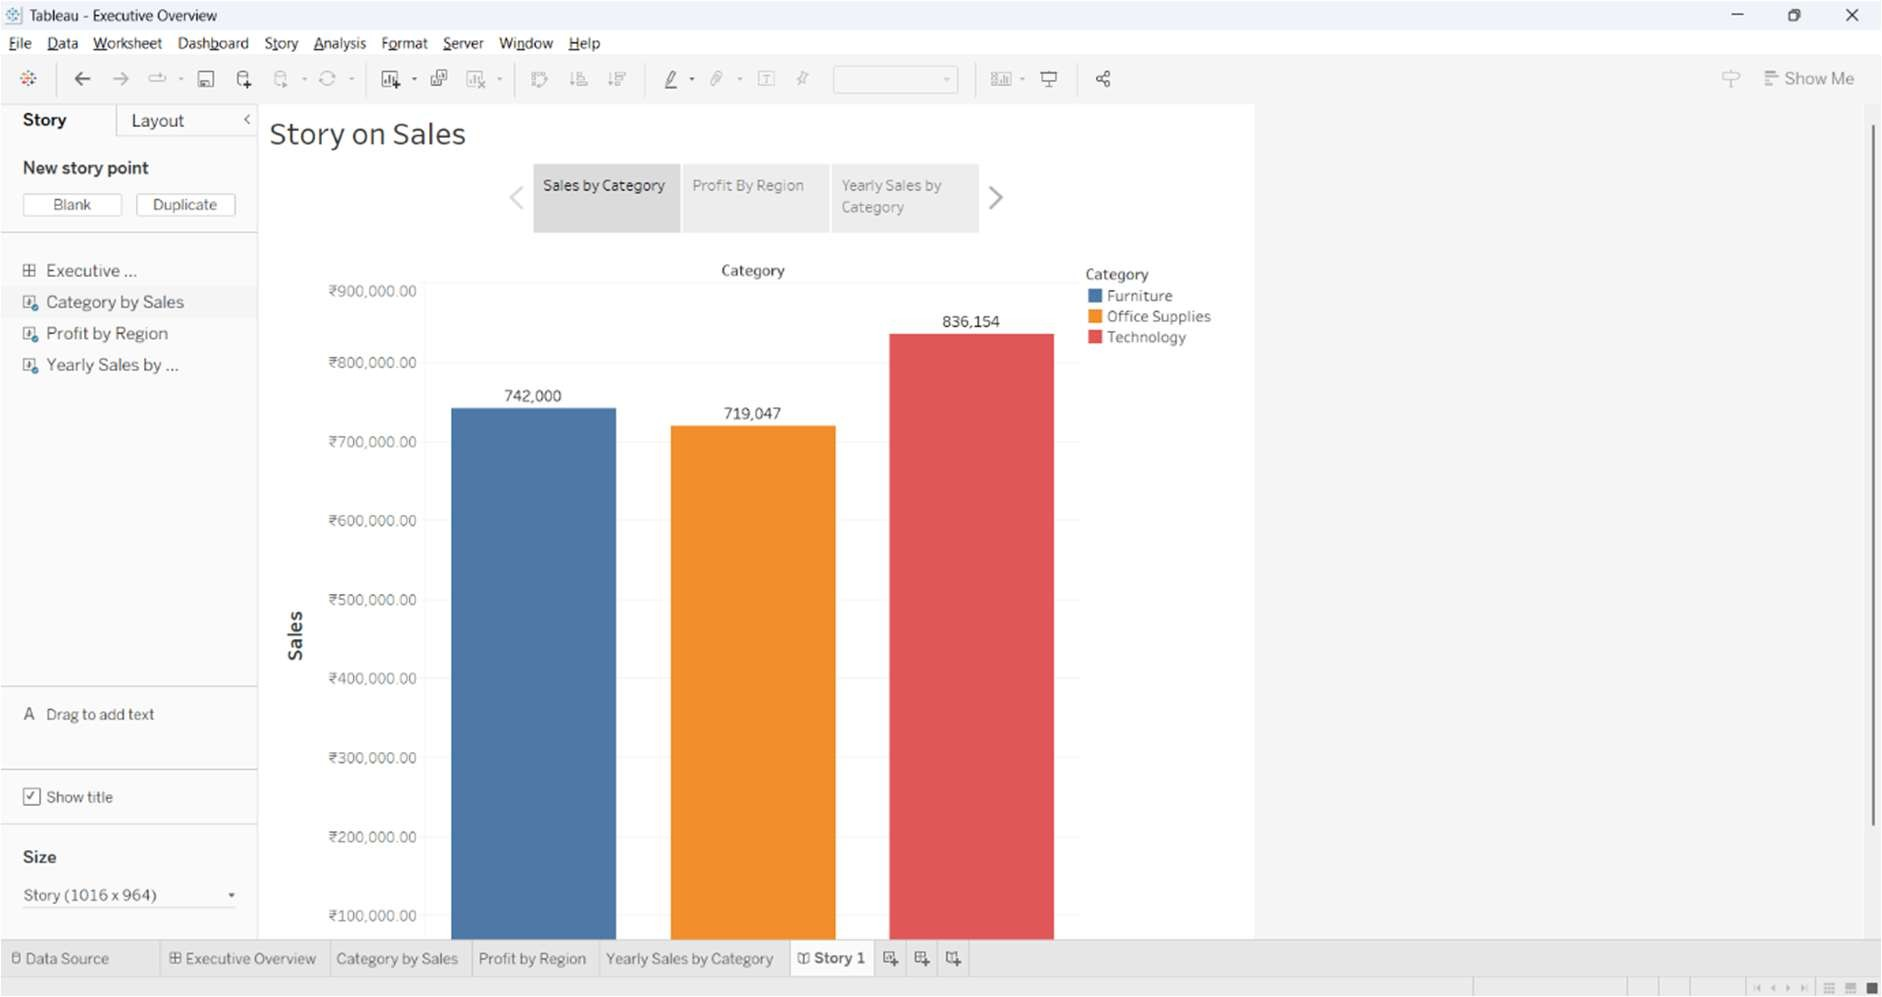 Tableau - Executive Overview
File Data Worksheet Dashboard Story Analysis Format Server Window Help
Show Me
Story Layout
New story point
Blank Duplicate
Executive ...
Category by Sales
Profit by Region
Yearly Sales by ...
A Drag to add text
Show title
Size
Story (1016 x 964)
Story on Sales
Sales by Category
Profit By Region
Yearly Sales by
Category
Category
₹900,000.00
₹800,000.00
₹700,000.00
₹600,000.00
₹500,000.00
₹400,000.00
₹300,000.00
₹200,000.00
₹100,000.00
Sales
742,000
719,047
836,154
Category
Furniture
Office Supplies
Technology
Data Source Executive Overview Category by Sales Profit by Region Yearly Sales by Category Story 1